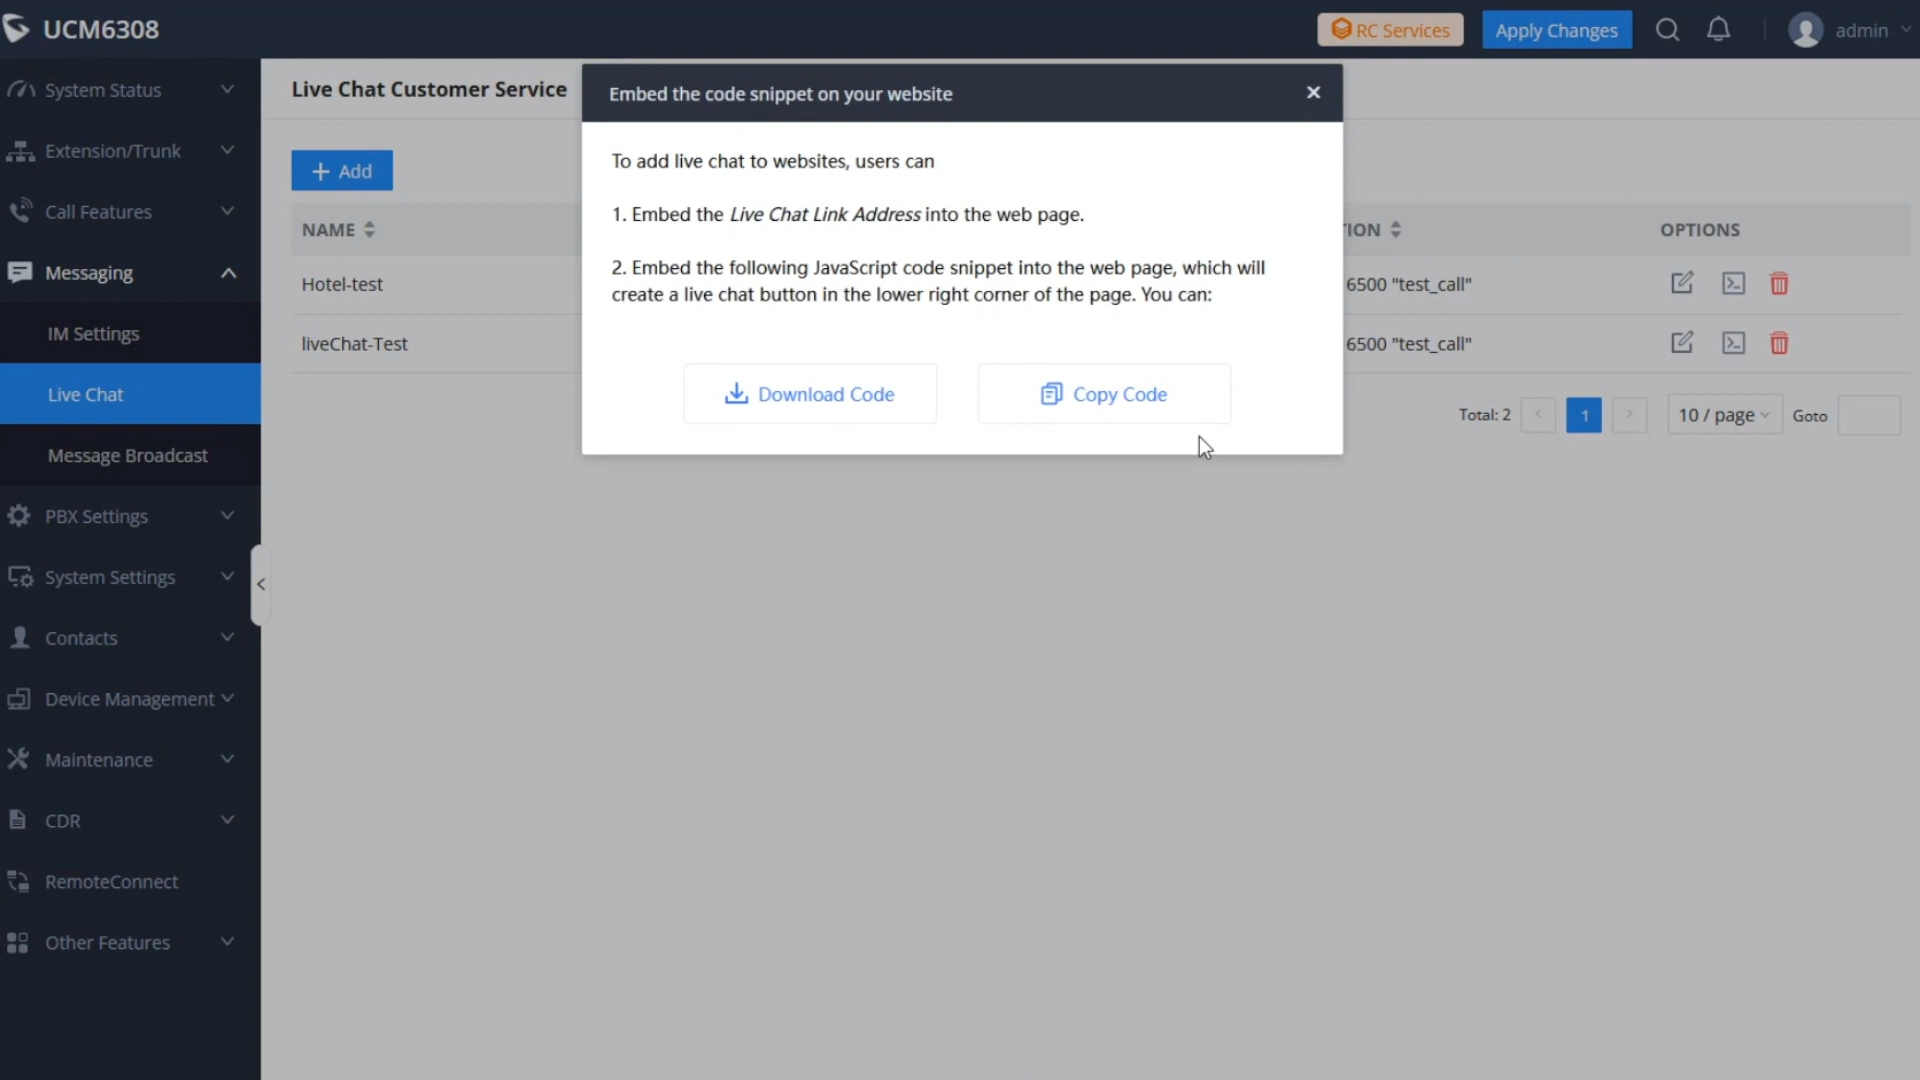 UCM6308
RC Services
Apply Changes
admin
System Status
Extension/Trunk
Call Features
Messaging
IM Settings
Live Chat
Message Broadcast
PBX Settings
System Settings
Contacts
Device Management
Maintenance
CDR
RemoteConnect
Other Features
Live Chat Customer Service
+ Add
NAME
TION
OPTIONS
Hotel-test
6500 "test_call"
liveChat-Test
6500 "test_call"
Total: 2
<
1
>
10 / page
Goto
Embed the code snippet on your website
To add live chat to websites, users can
1. Embed the Live Chat Link Address into the web page.
2. Embed the following JavaScript code snippet into the web page, which will
create a live chat button in the lower right corner of the page. You can:
Download Code
Copy Code